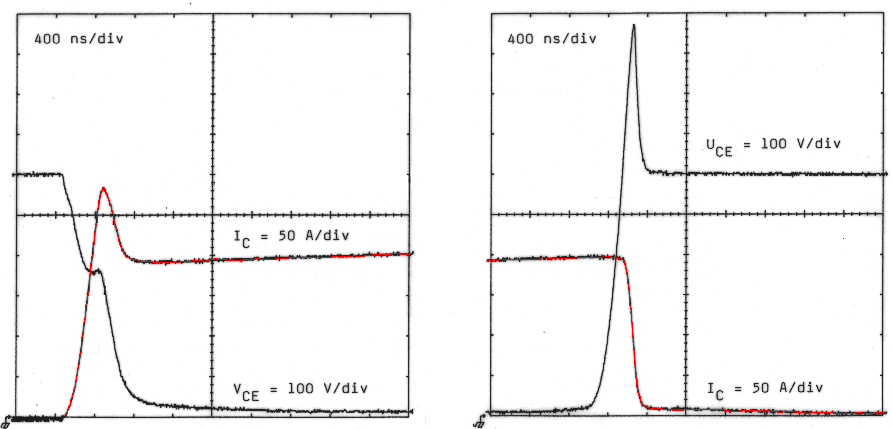 400 ns/div
I_C = 50 A/div
V_CE = 100 V/div
400 ns/div
U_CE = 100 V/div
I_C = 50 A/div